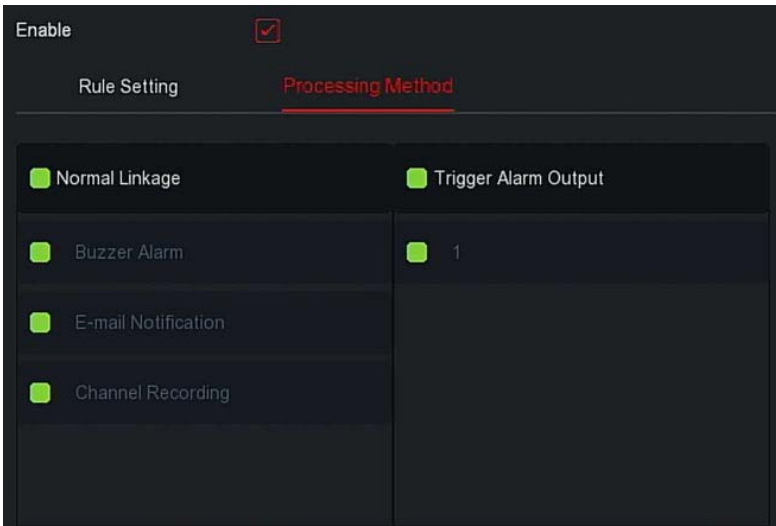 Enable
Rule Setting Processing Method
Normal Linkage Trigger Alarm Output
Buzzer Alarm 1
E-mail Notification
Channel Recording